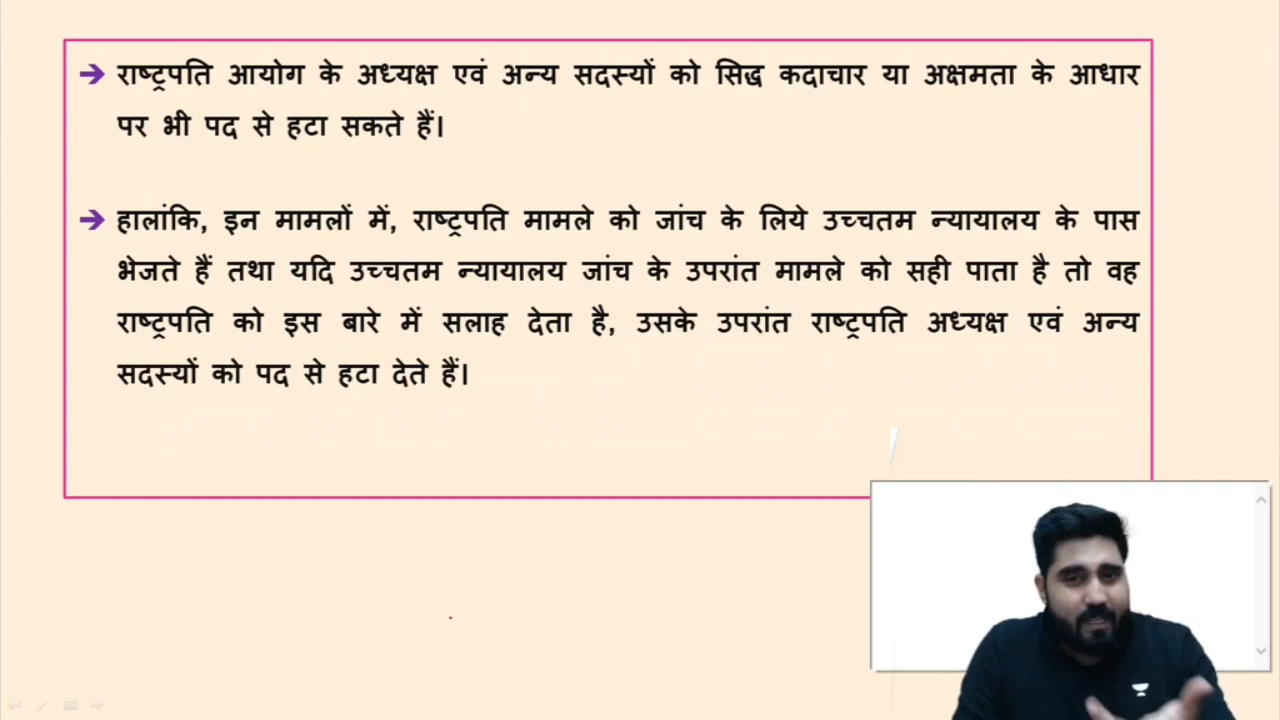 राष्ट्रपति आयोग के अध्यक्ष एवं अन्य सदस्यों को सिद्ध कदाचार या अक्षमता के आधार
पर भी पद से हटा सकते हैं।
हालांकि, इन मामलों में, राष्ट्रपति मामले को जांच के लिये उच्चतम न्यायालय के पास
भेजते हैं तथा यदि उच्चतम न्यायालय जांच के उपरांत मामले को सही पाता है तो वह
राष्ट्रपति को इस बारे में सलाह देता है, उसके उपरांत राष्ट्रपति अध्यक्ष एवं अन्य
सदस्यों को पद से हटा देते हैं।